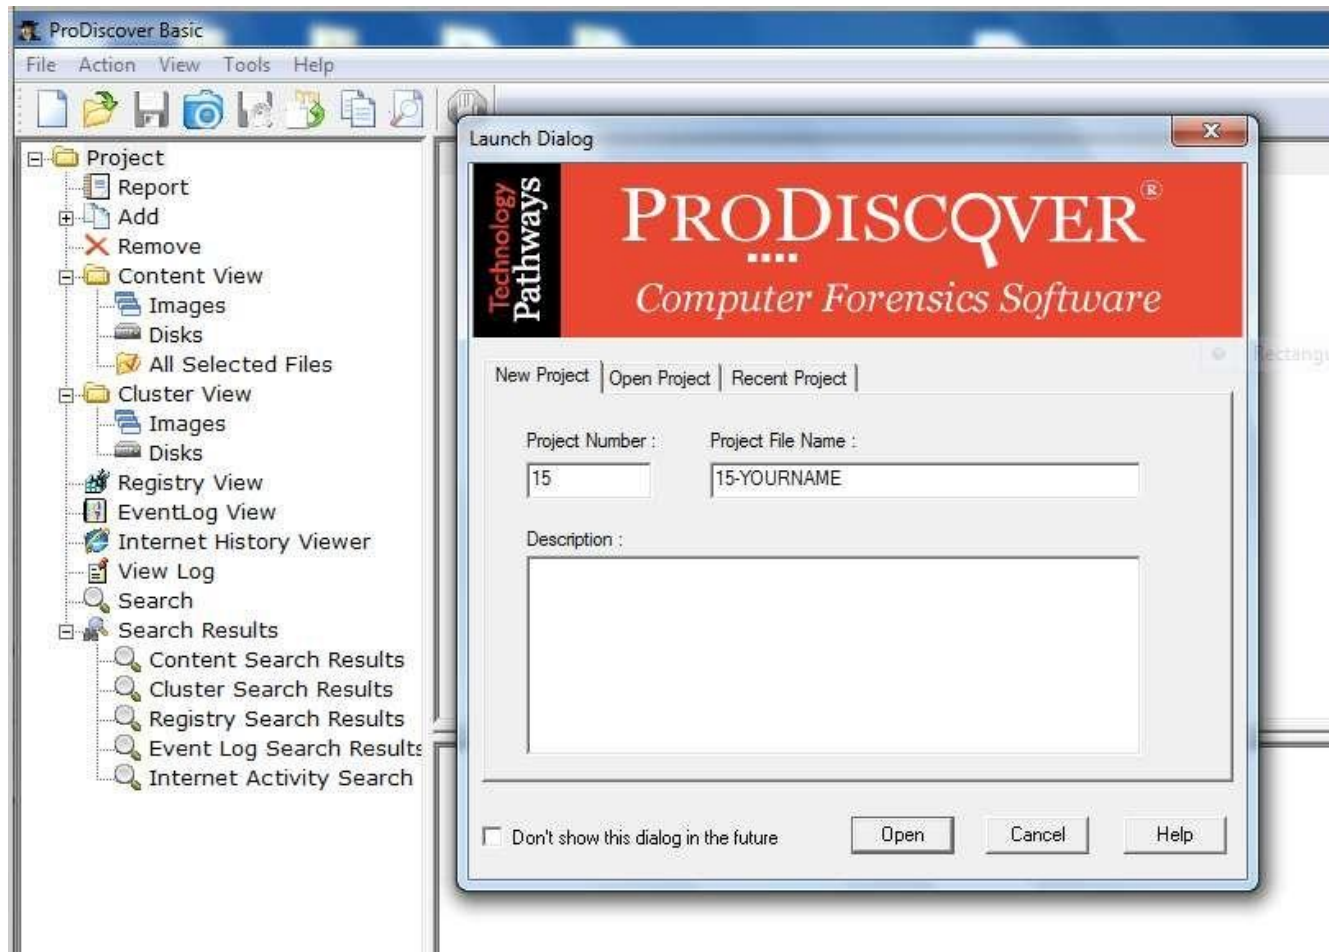 ProDiscover Basic
File Action View Tools Help
Project
Report
Add
Remove
Content View
Images
Disks
All Selected Files
Cluster View
Images
Disks
Registry View
EventLog View
Internet History Viewer
View Log
Search
Search Results
Content Search Results
Cluster Search Results
Registry Search Results
Event Log Search Results
Internet Activity Search
Launch Dialog
Technology
Pathways
PRODISCOVER®
Computer Forensics Software
New Project Open Project Recent Project
Project Number : Project File Name :
15 15-YOURNAME
Description :
Don't show this dialog in the future Open Cancel Help